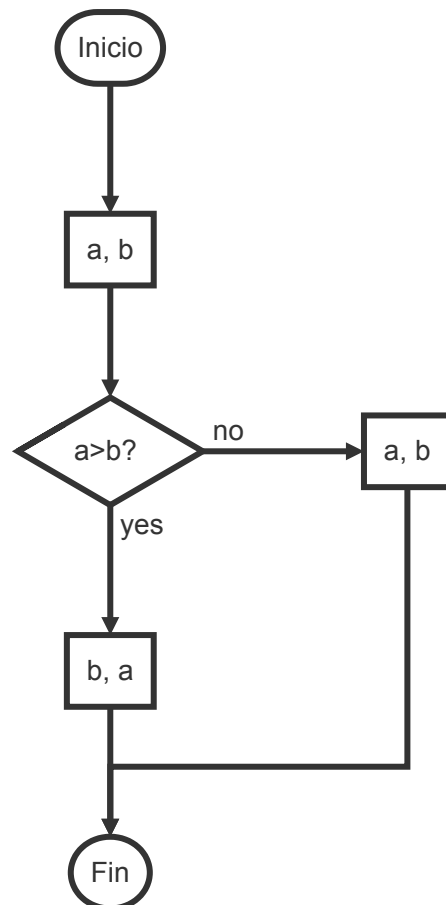 Inicio
a, b
a>b?
no
a, b
yes
b, a
Fin